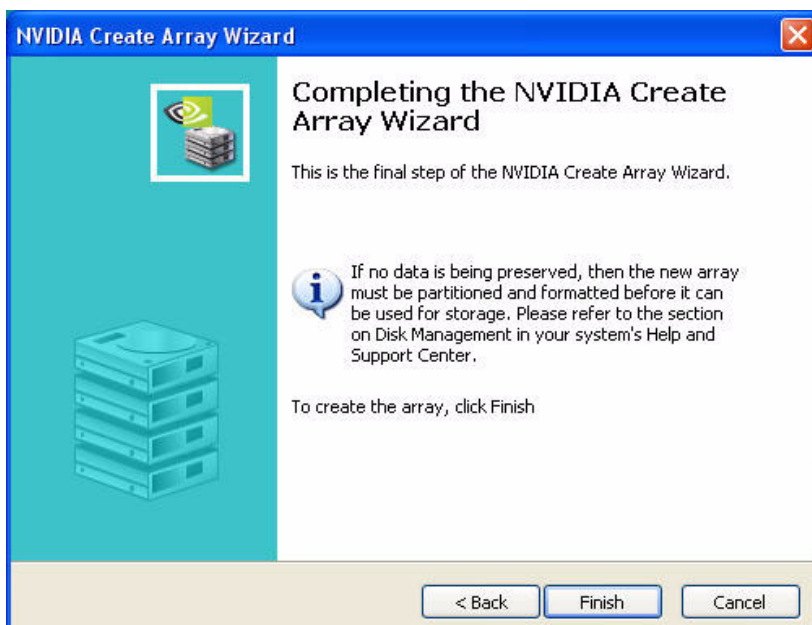 NVIDIA Create Array Wizard
Completing the NVIDIA Create
Array Wizard
This is the final step of the NVIDIA Create Array Wizard.
If no data is being preserved, then the new array
must be partitioned and formatted before it can
be used for storage. Please refer to the section
on Disk Management in your system's Help and
Support Center.
To create the array, click Finish
< Back
Finish
Cancel